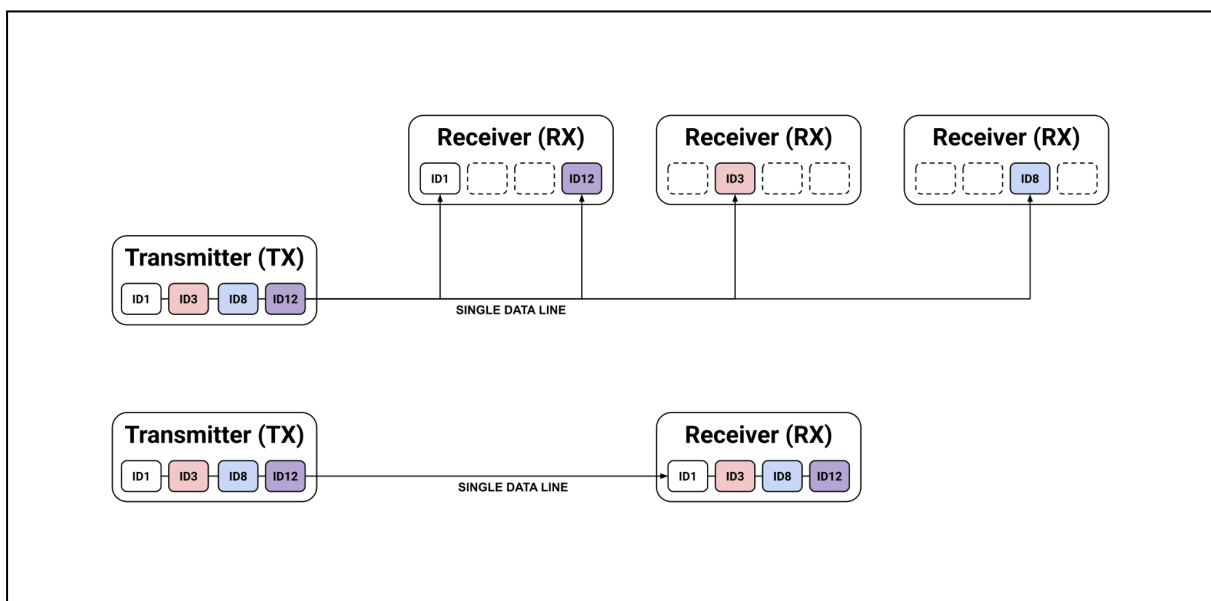 Receiver (RX)
ID1
ID12
Receiver (RX)
ID3
Receiver (RX)
ID8
Transmitter (TX)
ID1
ID3
ID8
ID12
SINGLE DATA LINE
Transmitter (TX)
ID1
ID3
ID8
ID12
SINGLE DATA LINE
Receiver (RX)
ID1
ID3
ID8
ID12